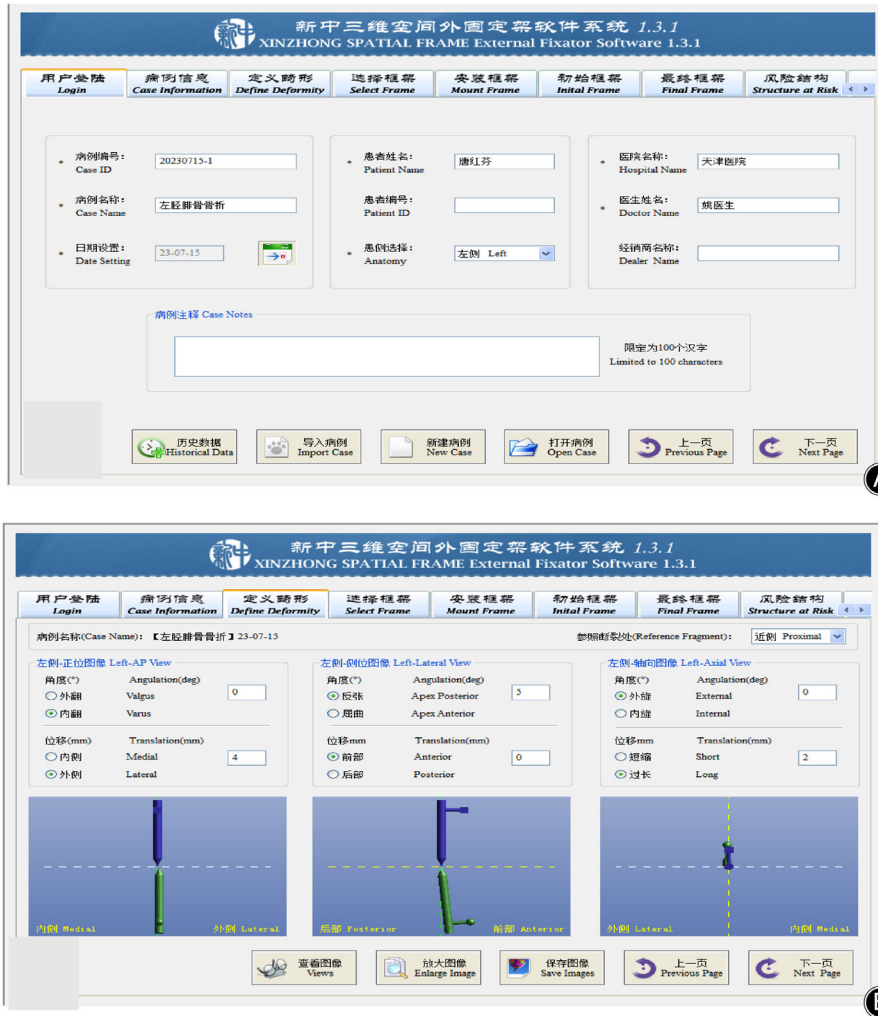 新中三维空间外固定架软件系统 1.3.1
XINZHONG SPATIAL FRAME External Fixator Software 1.3.1
用户登陆 病例信息 定义畸形 选择框架 安装框架 初始框架 最终框架 风险结构
Login Case Information Define Deformity Select Frame Mount Frame Inital Frame Final Frame Structure at Risk
病例编号: 20230715-1 患者姓名: 唐红芬 医院名称: 天津医院
Case ID Patient Name Hospital Name
病例名称: 左胫腓骨骨折 患者编号: 医生姓名: 姚医生
Case Name Patient ID Doctor Name
日期设置: 23-07-15 患侧选择: 左侧 Left 经销商名称:
Date Setting Anatomy Dealer Name
病例注释 Case Notes
限定为100个汉字
Limited to 100 characters
历史数据 导入病例 新建病例 打开病例 上一页 下一页
Historical Data Import Case New Case Open Case Previous Page Next Page
A
新中三维空间外固定架软件系统 1.3.1
XINZHONG SPATIAL FRAME External Fixator Software 1.3.1
用户登陆 病例信息 定义畸形 选择框架 安装框架 初始框架 最终框架 风险结构
Login Case Information Define Deformity Select Frame Mount Frame Inital Frame Final Frame Structure at Risk
病例名称(Case Name): 【左胫腓骨骨折】23-07-15 参照断裂处(Reference Fragment): 近侧 Proximal
左侧-正位图像 Left-AP View 左侧-侧位图像 Left-Lateral View 左侧-轴向图像 Left-Axial View
角度(°) Angulation(deg) 角度(°) Angulation(deg) 角度(°) Angulation(deg)
外翻 Valgus 0 反张 Apex Posterior 5 外旋 External 0
内翻 Varus 屈曲 Apex Anterior 内旋 Internal
位移(mm) Translation(mm) 位移mm Translation(mm) 位移mm Translation(mm)
内侧 Medial 4 前部 Anterior 0 短缩 Short 2
外侧 Lateral 后部 Posterior 过长 Long
内侧 Medial 外侧 Lateral 后部 Posterior 前部 Anterior 外侧 Lateral 内侧 Medial
查看图像 放大图像 保存图像 上一页 下一页
Views Enlarge Image Save Images Previous Page Next Page
B